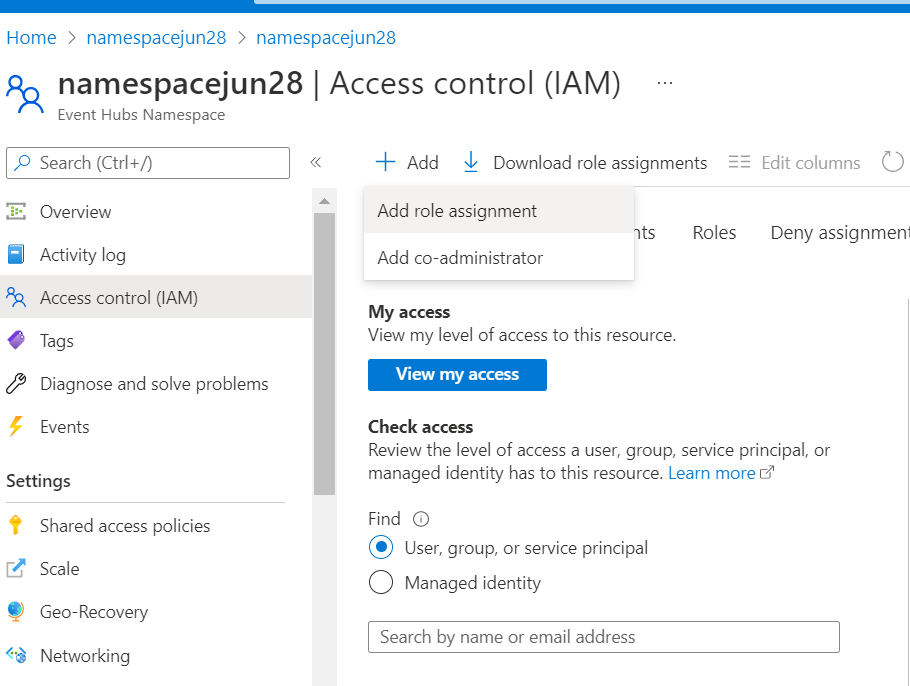 Home > namespacejun28 > namespacejun28
namespacejun28 | Access control (IAM) ...
Event Hubs Namespace
Search (Ctrl+/)
«
Overview
Activity log
Access control (IAM)
Tags
Diagnose and solve problems
Events
Settings
Shared access policies
Scale
Geo-Recovery
Networking
+ Add
Download role assignments
Edit columns
Add role assignment
Add co-administrator
Roles
Deny assignment
My access
View my level of access to this resource.
View my access
Check access
Review the level of access a user, group, service principal, or
managed identity has to this resource. Learn more
Find
User, group, or service principal
Managed identity
Search by name or email address